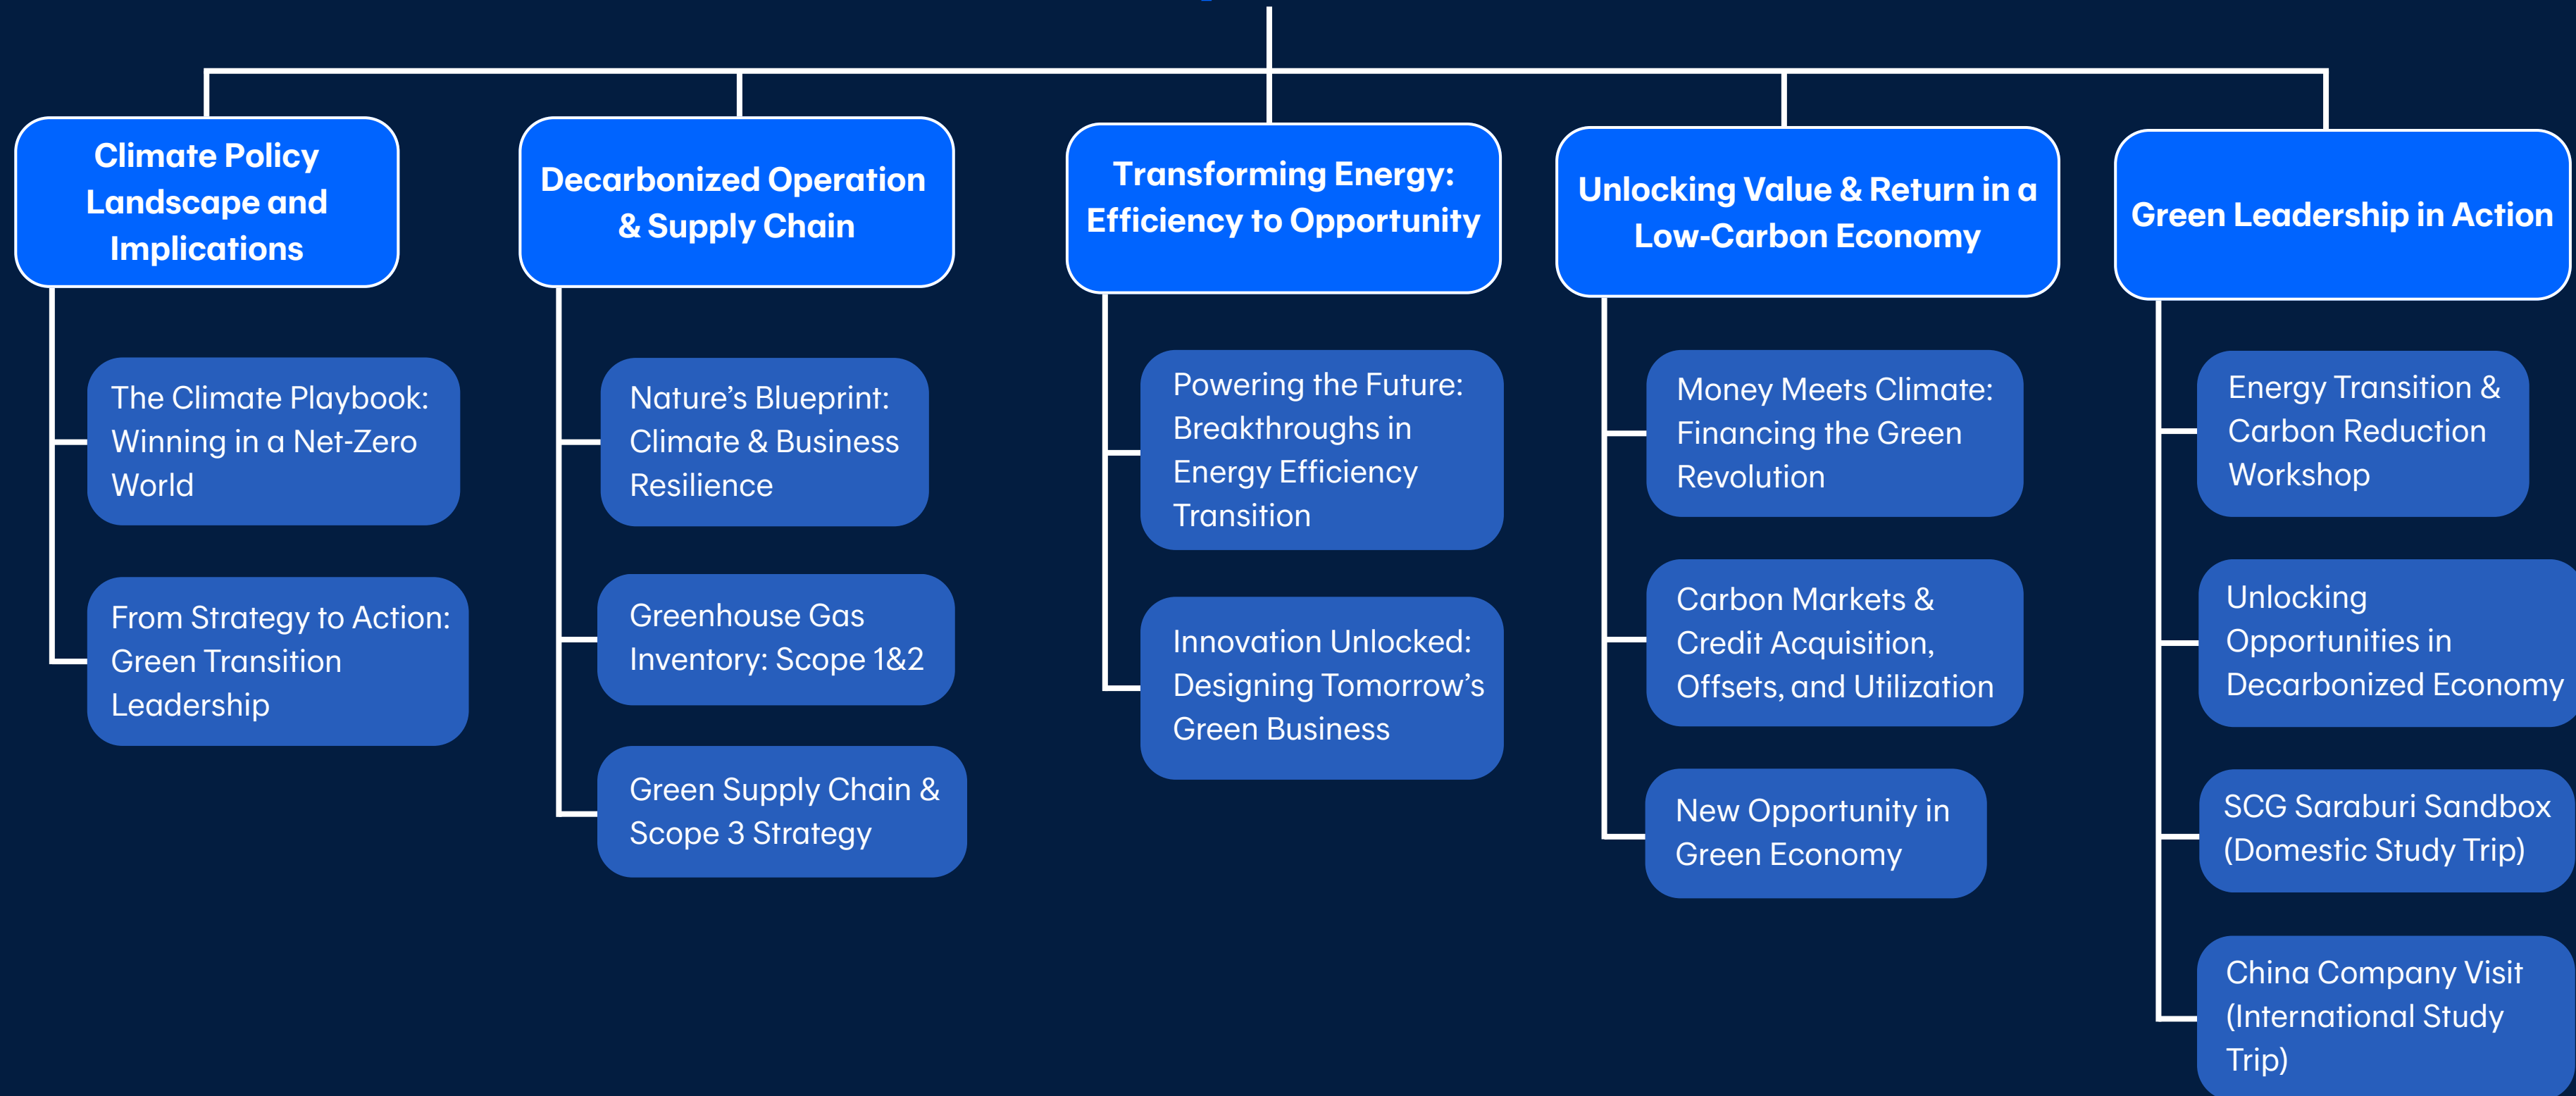 Climate Policy
Landscape and
Implications
The Climate Playbook:
Winning in a Net-Zero
World
From Strategy to Action:
Green Transition
Leadership
Decarbonized Operation
& Supply Chain
Nature’s Blueprint:
Climate & Business
Resilience
Greenhouse Gas
Inventory: Scope 1&2
Green Supply Chain &
Scope 3 Strategy
Transforming Energy:
Efficiency to Opportunity
Powering the Future:
Breakthroughs in
Energy Efficiency
Transition
Innovation Unlocked:
Designing Tomorrow’s
Green Business
Unlocking Value & Return in a
Low-Carbon Economy
Money Meets Climate:
Financing the Green
Revolution
Carbon Markets &
Credit Acquisition,
Offsets, and Utilization
New Opportunity in
Green Economy
Green Leadership in Action
Energy Transition &
Carbon Reduction
Workshop
Unlocking
Opportunities in
Decarbonized Economy
SCG Saraburi Sandbox
(Domestic Study Trip)
China Company Visit
(International Study
Trip)